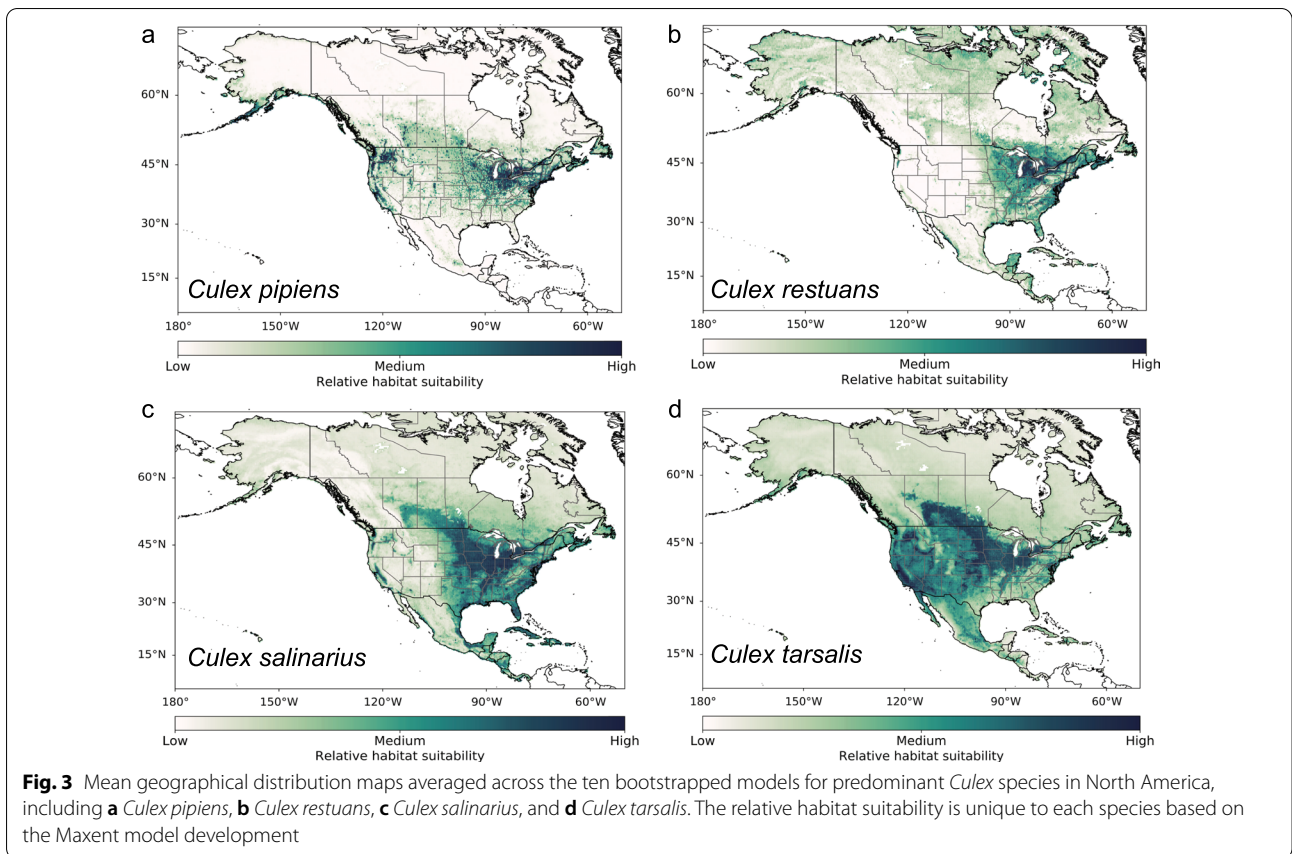 a
60°N
45°N
30°N
15°N
Culex pipiens
180° 150°W 120°W 90°W 60°W
Low Medium High
Relative habitat suitability
b
60°N
45°N
30°N
15°N
Culex restuans
180° 150°W 120°W 90°W 60°W
Low Medium High
Relative habitat suitability
c
60°N
45°N
30°N
15°N
Culex salinarius
180° 150°W 120°W 90°W 60°W
Low Medium High
Relative habitat suitability
d
60°N
45°N
30°N
15°N
Culex tarsalis
180° 150°W 120°W 90°W 60°W
Low Medium High
Relative habitat suitability
Fig. 3 Mean geographical distribution maps averaged across the ten bootstrapped models for predominant Culex species in North America,
including a Culex pipiens, b Culex restuans, c Culex salinarius, and d Culex tarsalis. The relative habitat suitability is unique to each species based on
the Maxent model development